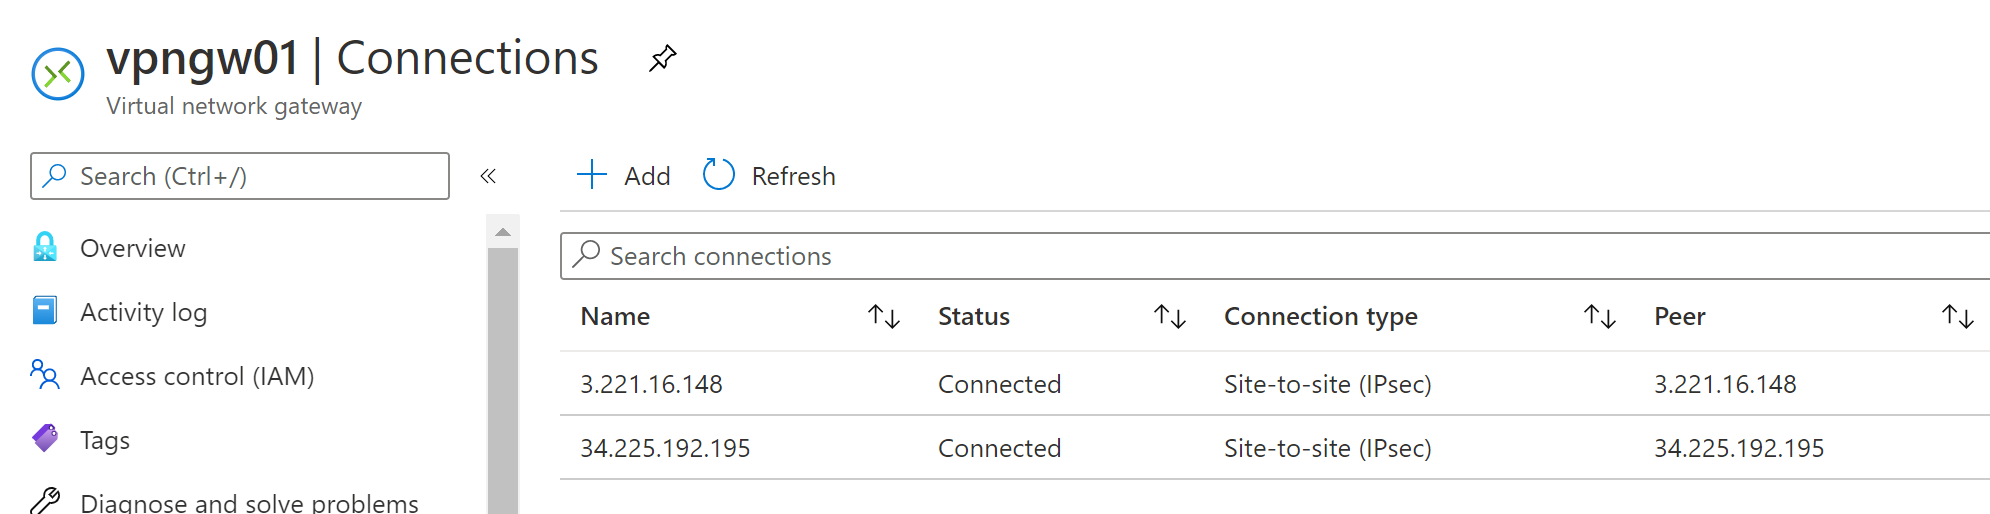 vpngw01 | Connections
Virtual network gateway
Search (Ctrl+/)
«
Add
Refresh
Overview
Activity log
Access control (IAM)
Tags
Diagnose and solve problems
Search connections
Name Status Connection type Peer
3.221.16.148 Connected Site-to-site (IPsec) 3.221.16.148
34.225.192.195 Connected Site-to-site (IPsec) 34.225.192.195